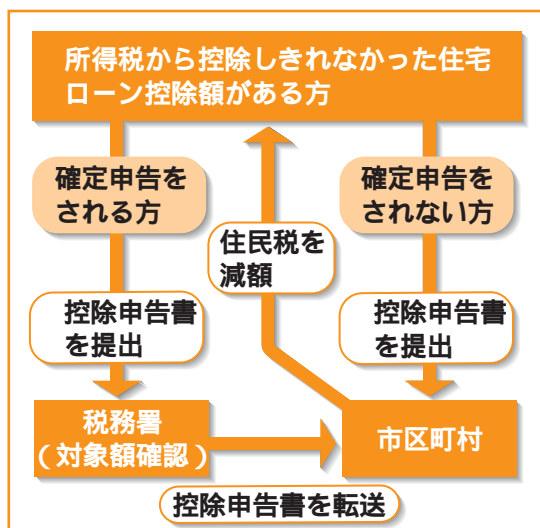 所得税から控除しきれなかった住宅
ローン控除額がある方
確定申告を
される方
確定申告を
されない方
住民税を
減額
控除申告書
を提出
控除申告書
を提出
税務署
(対象額確認)
市区町村
控除申告書を転送